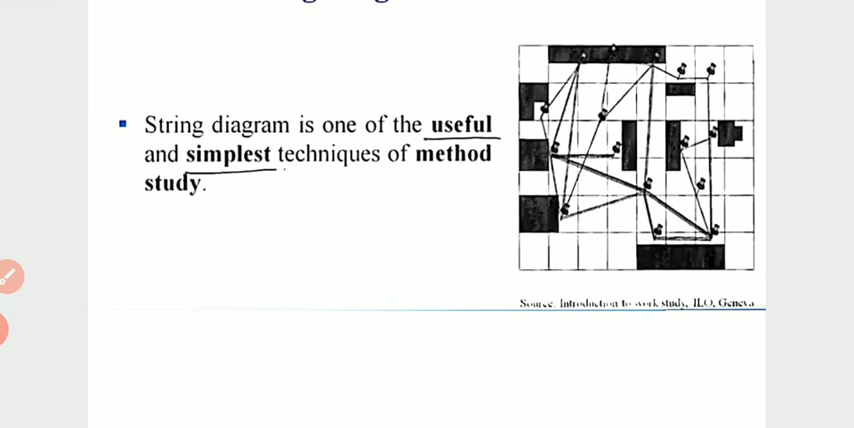 String diagram is one of the useful
and simplest techniques of method
study.
Source: Introduction to work study, ILO, Geneva